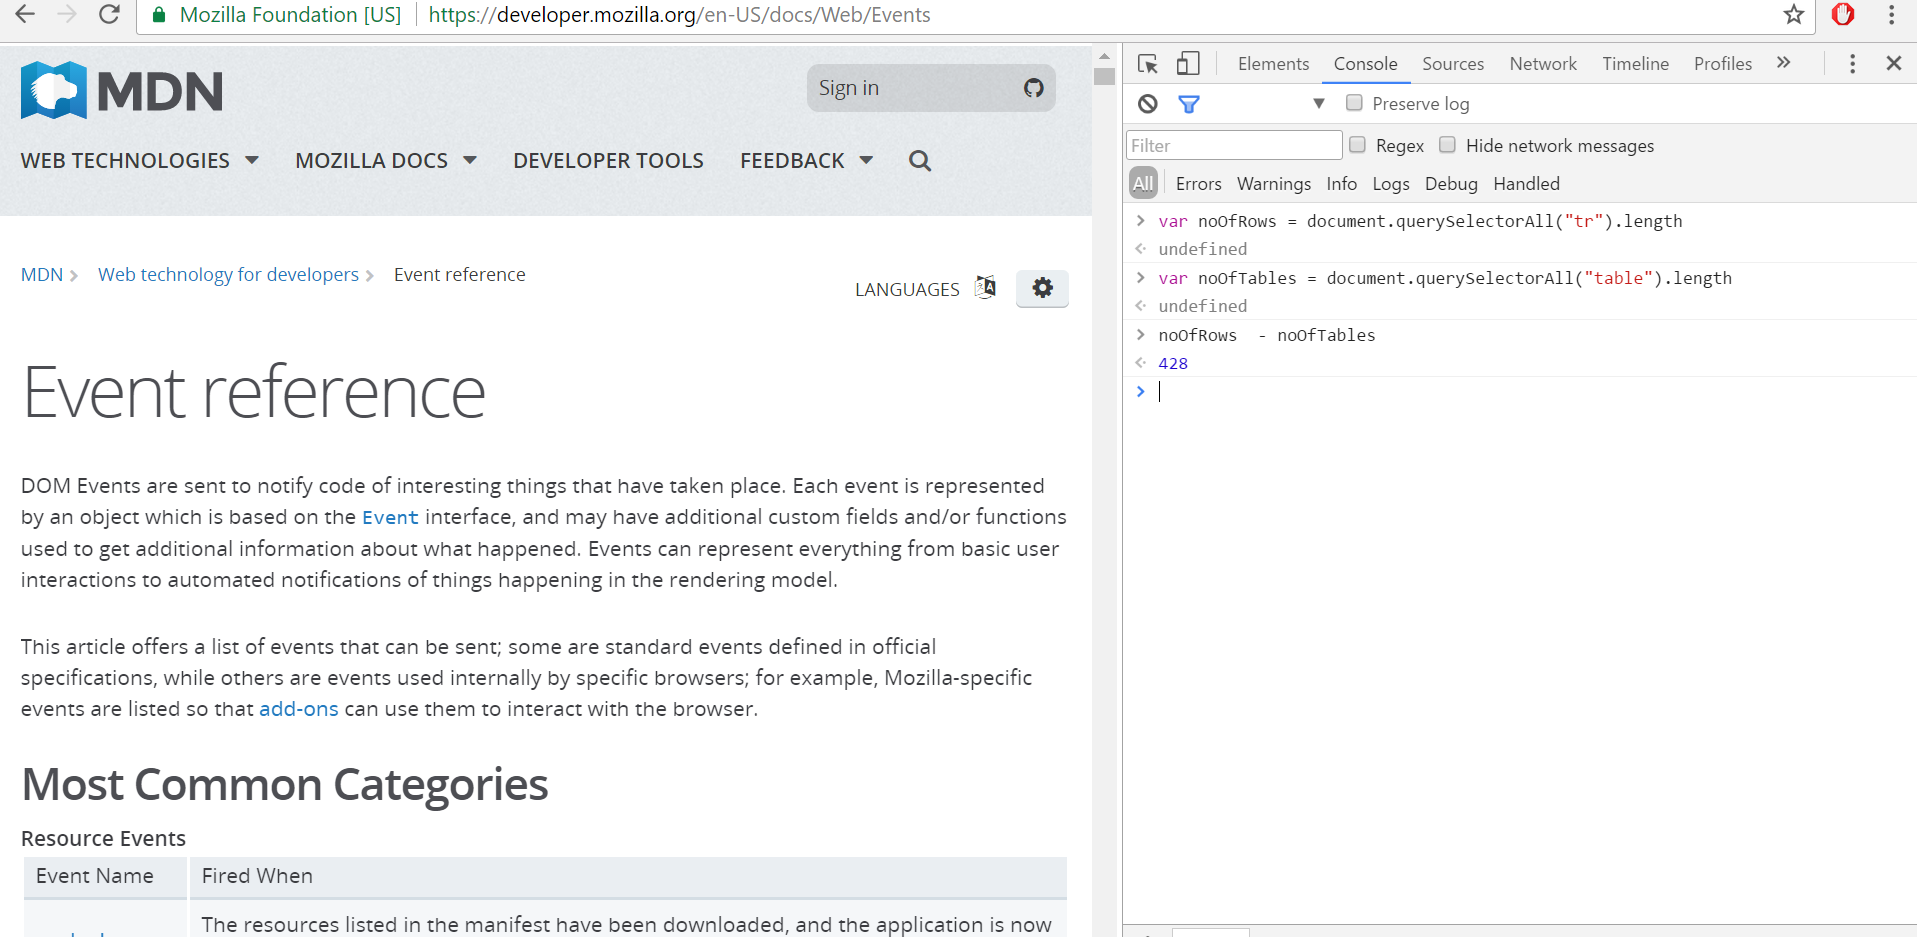 Mozilla Foundation [US] https://developer.mozilla.org/en-US/docs/Web/Events
MDN
Sign in
WEB TECHNOLOGIES MOZILLA DOCS DEVELOPER TOOLS FEEDBACK
MDN Web technology for developers Event reference
LANGUAGES
Event reference
DOM Events are sent to notify code of interesting things that have taken place. Each event is represented
by an object which is based on the Event interface, and may have additional custom fields and/or functions
used to get additional information about what happened. Events can represent everything from basic user
interactions to automated notifications of things happening in the rendering model.
This article offers a list of events that can be sent; some are standard events defined in official
specifications, while others are events used internally by specific browsers; for example, Mozilla-specific
events are listed so that add-ons can use them to interact with the browser.
Most Common Categories
Resource Events
Event Name Fired When
The resources listed in the manifest have been downloaded, and the application is now
Elements Console Sources Network Timeline Profiles
Preserve log
Filter Regex Hide network messages
All Errors Warnings Info Logs Debug Handled
var noOfRows = document.querySelectorAll("tr").length
undefined
var noOfTables = document.querySelectorAll("table").length
undefined
noOfRows  - noOfTables
428